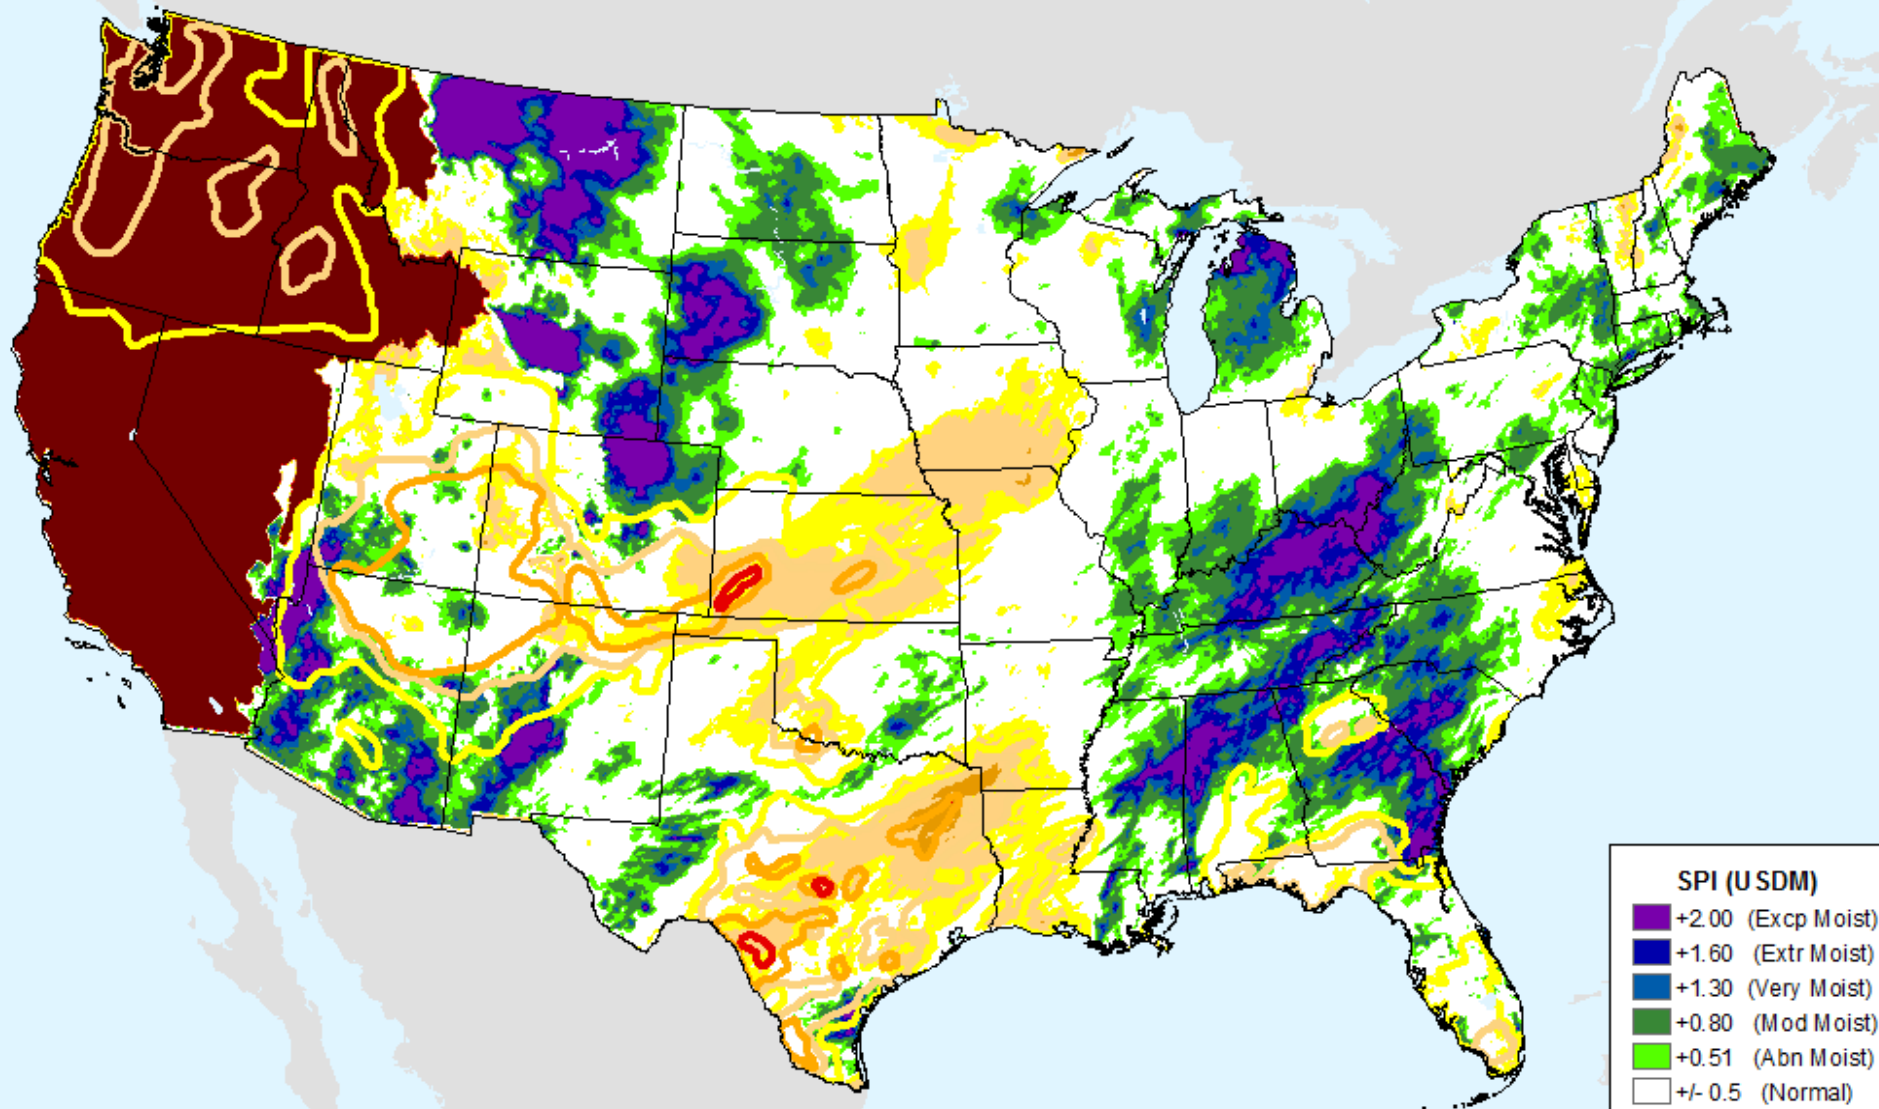 SPI (USDM)
+2.00 (Excp Moist)
+1.60 (Extr Moist)
+1.30 (Very Moist)
+0.80 (Mod Moist)
+0.51 (Abn Moist)
+/- 0.5 (Normal)